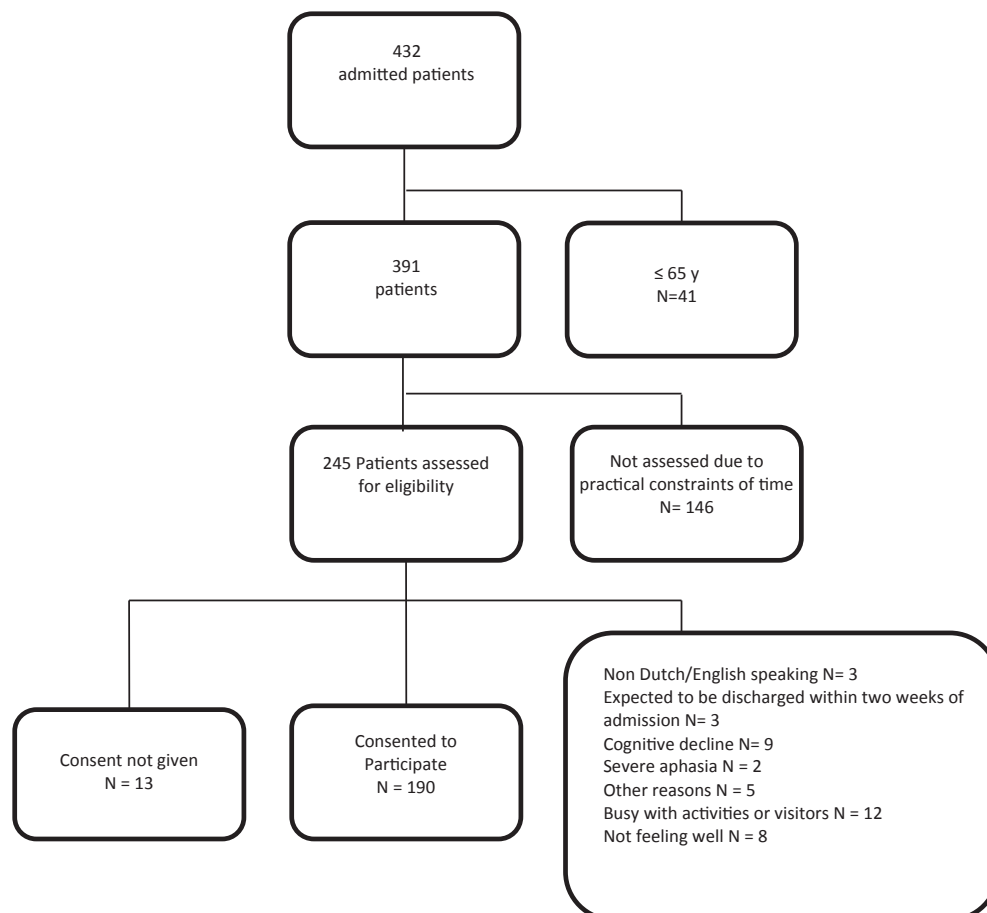 432
admitted patients
391
patients
≤ 65 y
N=41
245 Patients assessed
for eligibility
Not assessed due to
practical constraints of time
N= 146
Consent not given
N = 13
Consented to
Participate
N = 190
Non Dutch/English speaking N= 3
Expected to be discharged within two weeks of
admission N= 3
Cognitive decline N= 9
Severe aphasia N = 2
Other reasons N = 5
Busy with activities or visitors N = 12
Not feeling well N = 8